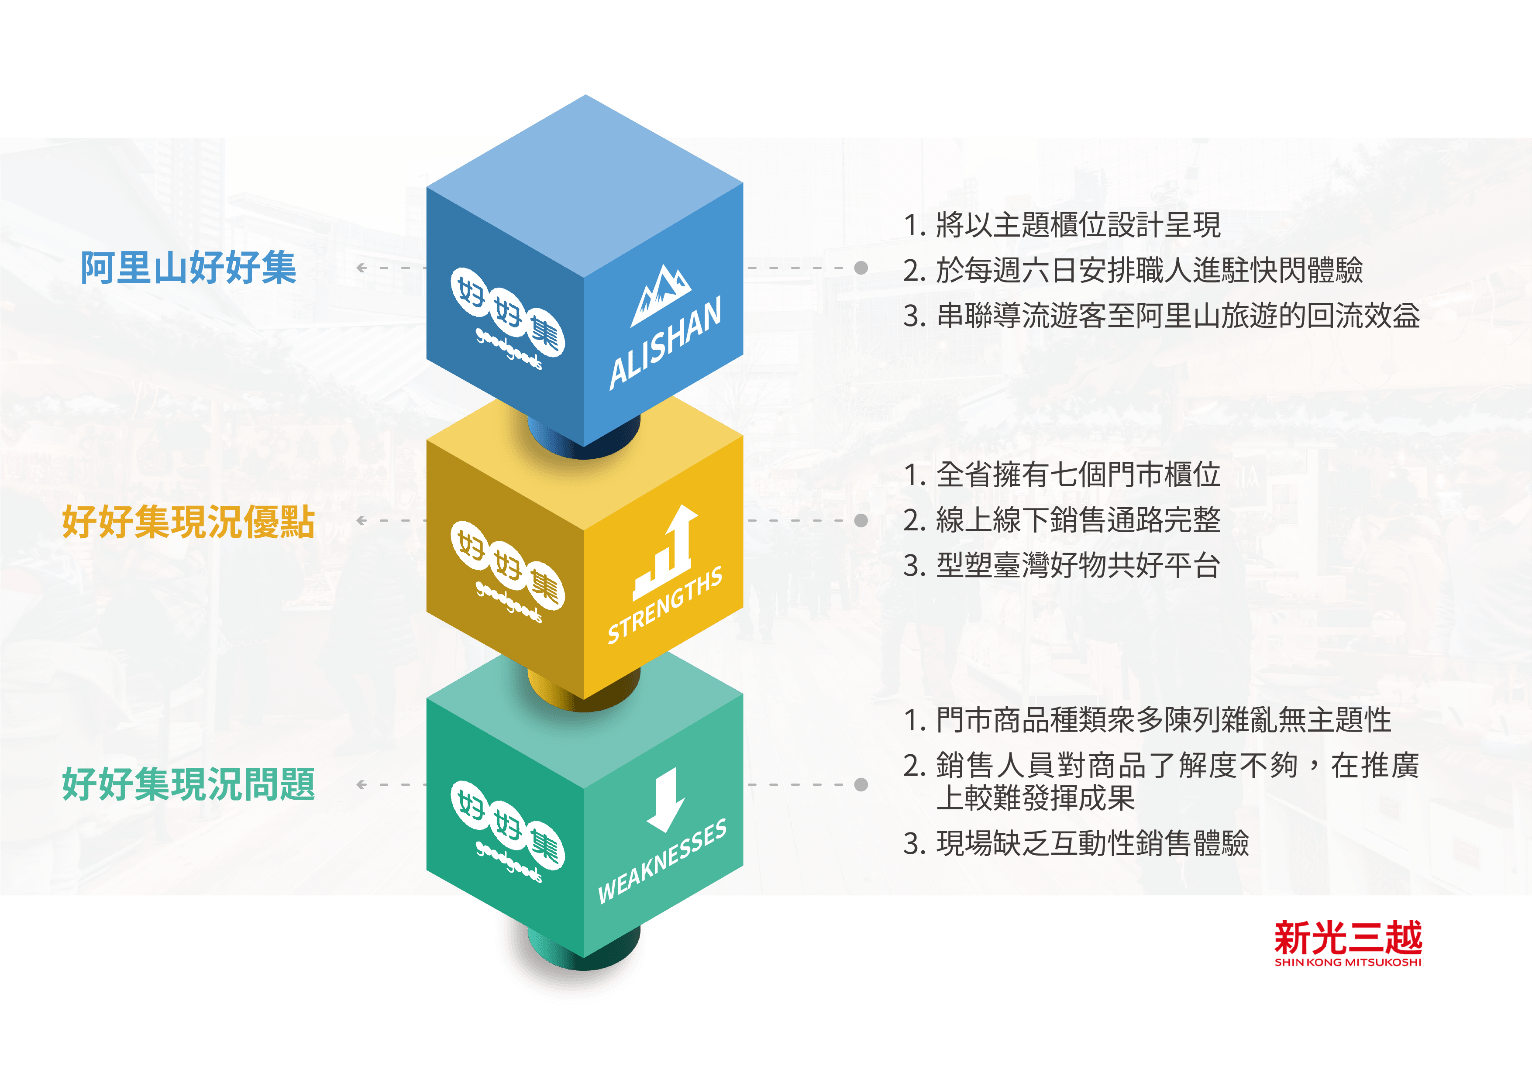 阿里山好好集
好好集
goodgoods
ALISHAN
1. 將以主題櫃位設計呈現
2. 於每週六日安排職人進駐快閃體驗
3. 串聯導流遊客至阿里山旅遊的回流效益
好好集現況優點
好好集
goodgoods
STRENGTHS
1. 全省擁有七個門市櫃位
2. 線上線下銷售通路完整
3. 型塑臺灣好物共好平台
好好集現況問題
好好集
goodgoods
WEAKNESSES
1. 門市商品種類眾多陳列雜亂無主題性
2. 銷售人員對商品了解度不夠，在推廣
上較難發揮成果
3. 現場缺乏互動性銷售體驗
新光三越
SHIN KONG MITSUKOSHI